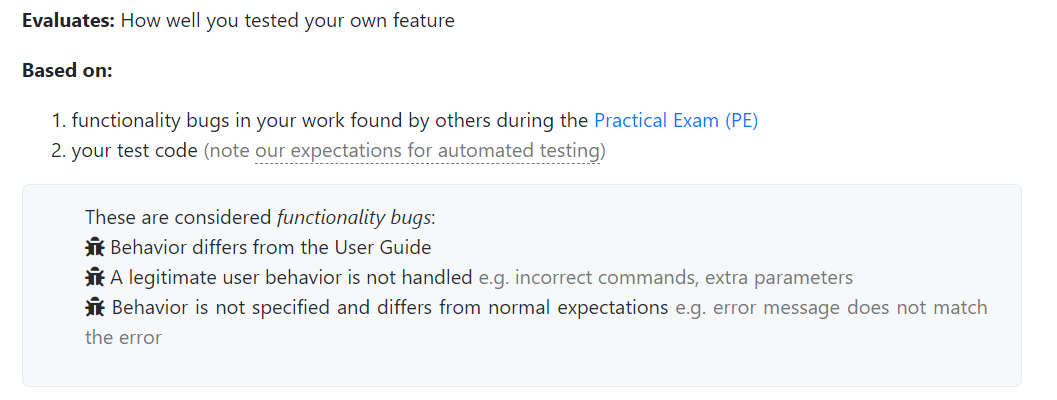 Evaluates: How well you tested your own feature
Based on:
1. functionality bugs in your work found by others during the Practical Exam (PE)
2. your test code (note our expectations for automated testing)
These are considered functionality bugs:
Behavior differs from the User Guide
A legitimate user behavior is not handled e.g. incorrect commands, extra parameters
Behavior is not specified and differs from normal expectations e.g. error message does not match
the error